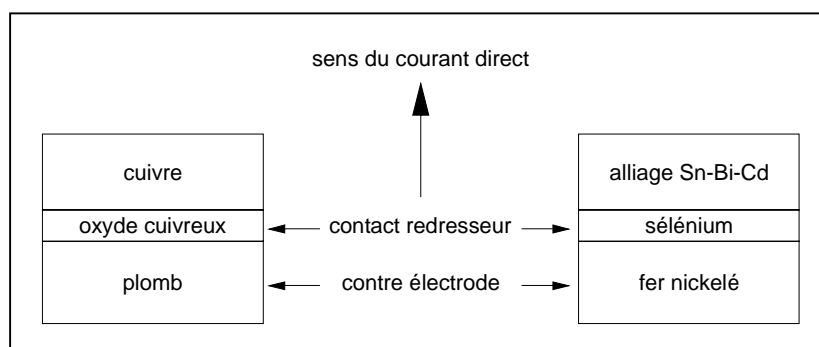 sens du courant direct
cuivre
alliage Sn-Bi-Cd
oxyde cuivreux
contact redresseur
sélénium
plomb
contre électrode
fer nickelé